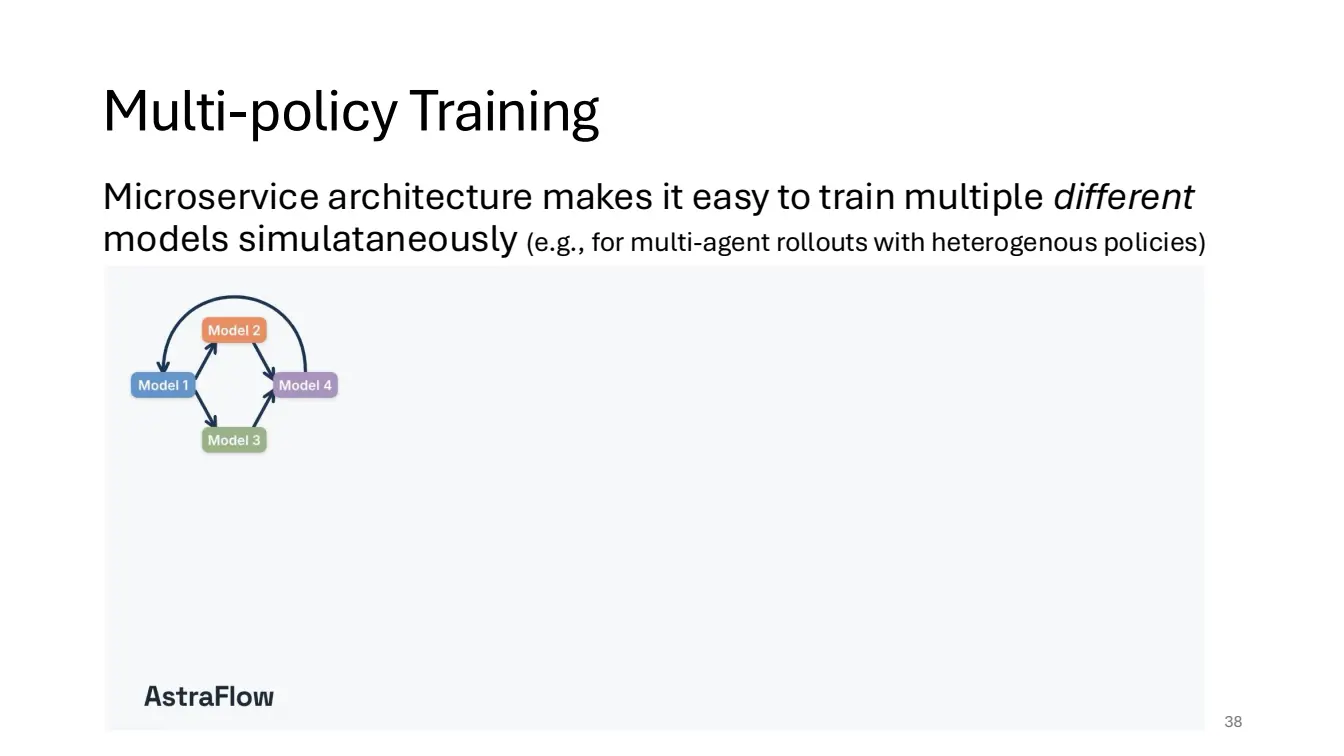 Multi-policy Training
Microservice architecture makes it easy to train multiple different
models simulataneously (e.g., for multi-agent rollouts with heterogenous policies)
Model 2
Model 1
Model 4
Model 3
AstraFlow
38